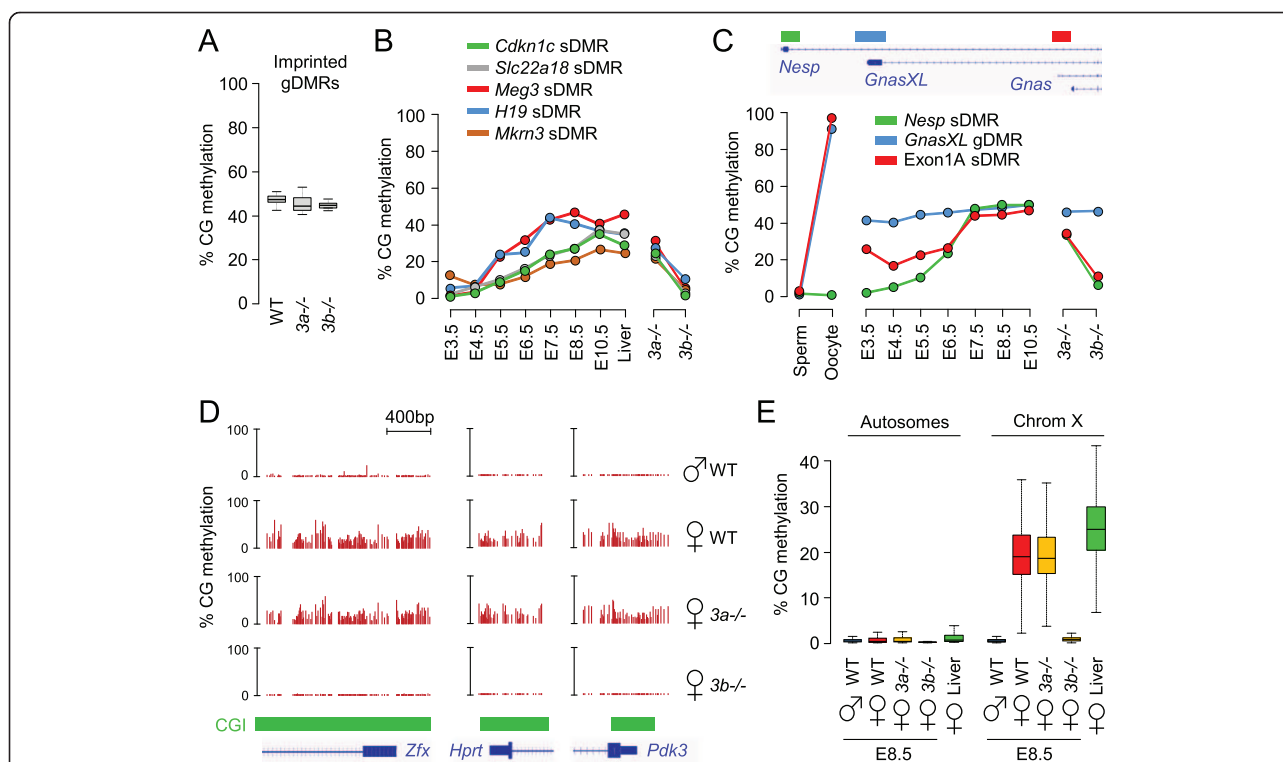 A
Imprinted
gDMRs
% CG methylation
100
80
60
40
20
0
WT
3a-/-
3b-/-
B
Cdkn1c sDMR
Slc22a18 sDMR
Meg3 sDMR
H19 sDMR
Mkrn3 sDMR
% CG methylation
100
80
60
40
20
0
E3.5
E4.5
E5.5
E6.5
E7.5
E8.5
E10.5
Liver
3a-/-
3b-/-
C
Nesp
GnasXL
Gnas
Nesp sDMR
GnasXL gDMR
Exon1A sDMR
% CG methylation
100
80
60
40
20
0
Sperm
Oocyte
E3.5
E4.5
E5.5
E6.5
E7.5
E8.5
E10.5
3a-/-
3b-/-
D
400bp
% CG methylation
100
0
♂ WT
100
0
♀ WT
100
0
♀ 3a-/-
100
0
♀ 3b-/-
CGI
Zfx
Hprt
Pdk3
E
Autosomes
Chrom X
% CG methylation
40
30
20
10
0
♂ WT
♀ WT
♀ 3a-/-
♀ 3b-/-
♀ Liver
♂ WT
♀ WT
♀ 3a-/-
♀ 3b-/-
♀ Liver
E8.5
E8.5